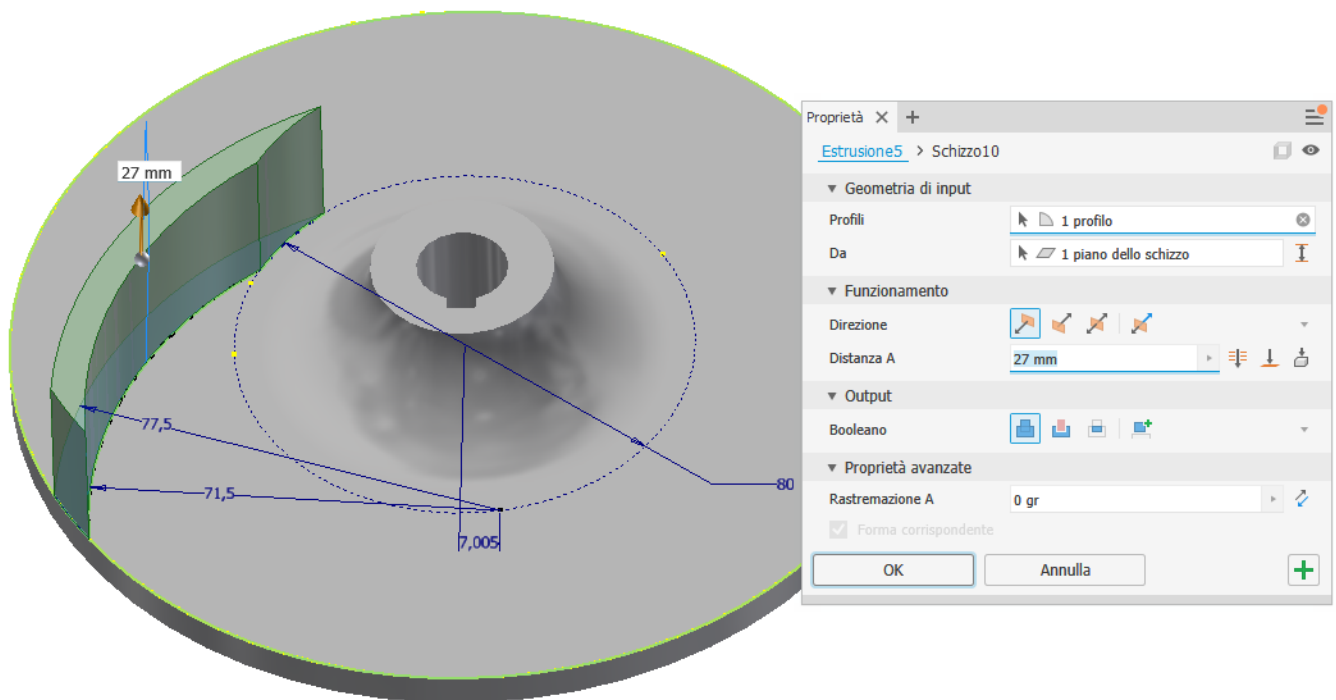 27 mm
77,5
71,5
7,005
80
Proprietà
Estrusione5 > Schizzo10
Geometria di input
Profili 1 profilo
Da 1 piano dello schizzo
Funzionamento
Direzione
Distanza A 27 mm
Output
Booleano
Proprietà avanzate
Rastremazione A 0 gr
Forma corrispondente
OK Annulla